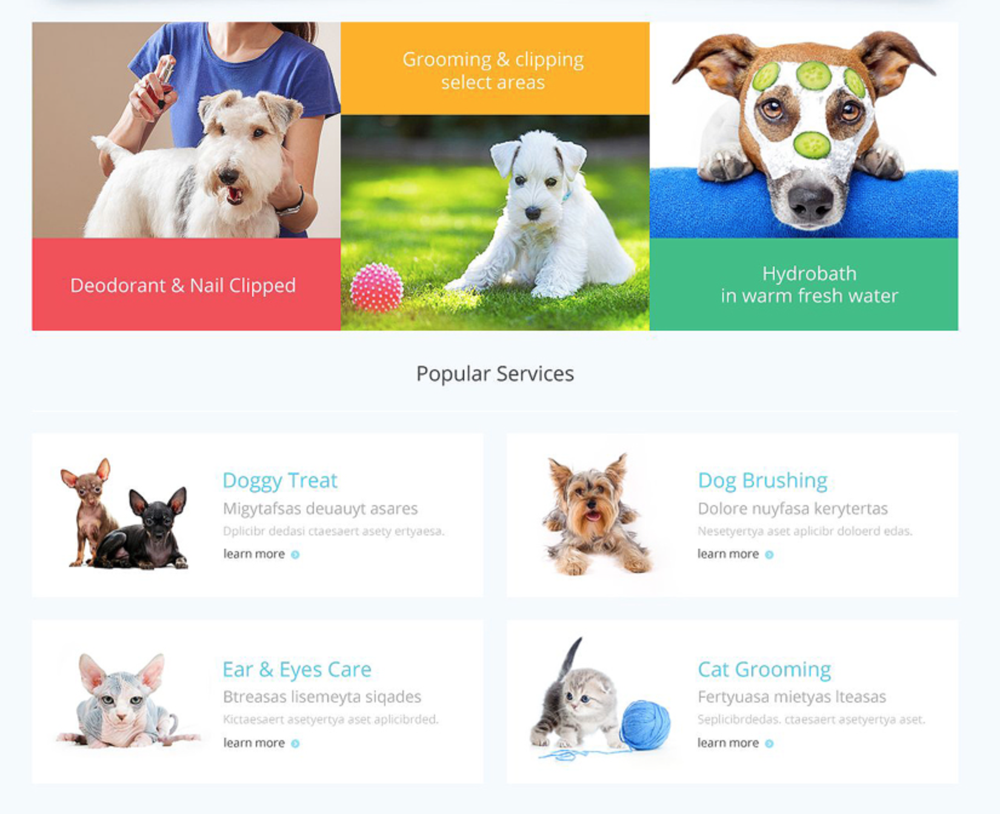 Grooming & clipping
select areas
Deodorant & Nail Clipped
Hydrobath
in warm fresh water
Popular Services
Doggy Treat
Migytafsas deuauyt asares
Dplicibr dedasi ctaesaert asety ertyaesa.
learn more
Dog Brushing
Dolore nuyfasa kerytertas
Nesetyertya aset aplicibr doloerd edas.
learn more
Ear & Eyes Care
Btreasas lisemeyta siqades
Kictaesaert asetyertya aset aplicibrded.
learn more
Cat Grooming
Fertyuasa mietyas lteasas
Seplicibrdedas. ctaesaert asetyertya aset.
learn more